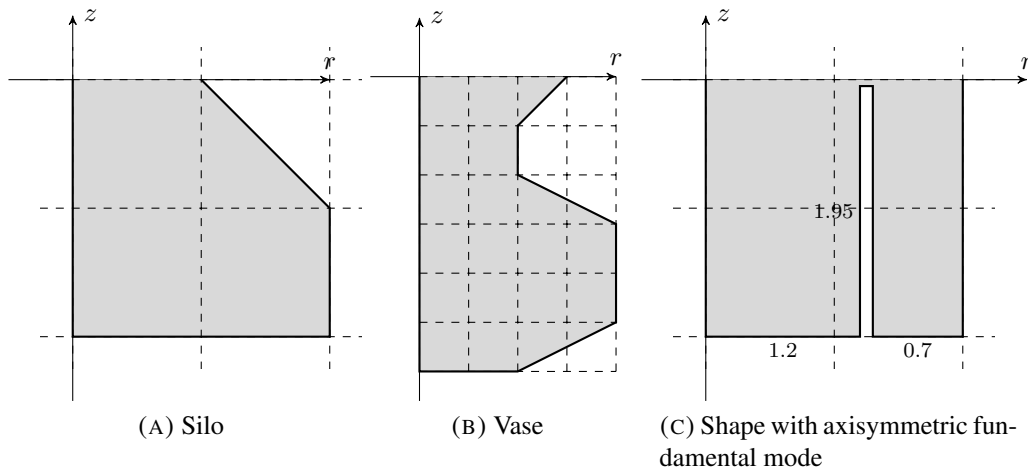 z
r
z
r
z
r
1.95
1.2
0.7
(A) Silo
(B) Vase
(C) Shape with axisymmetric fun-
damental mode